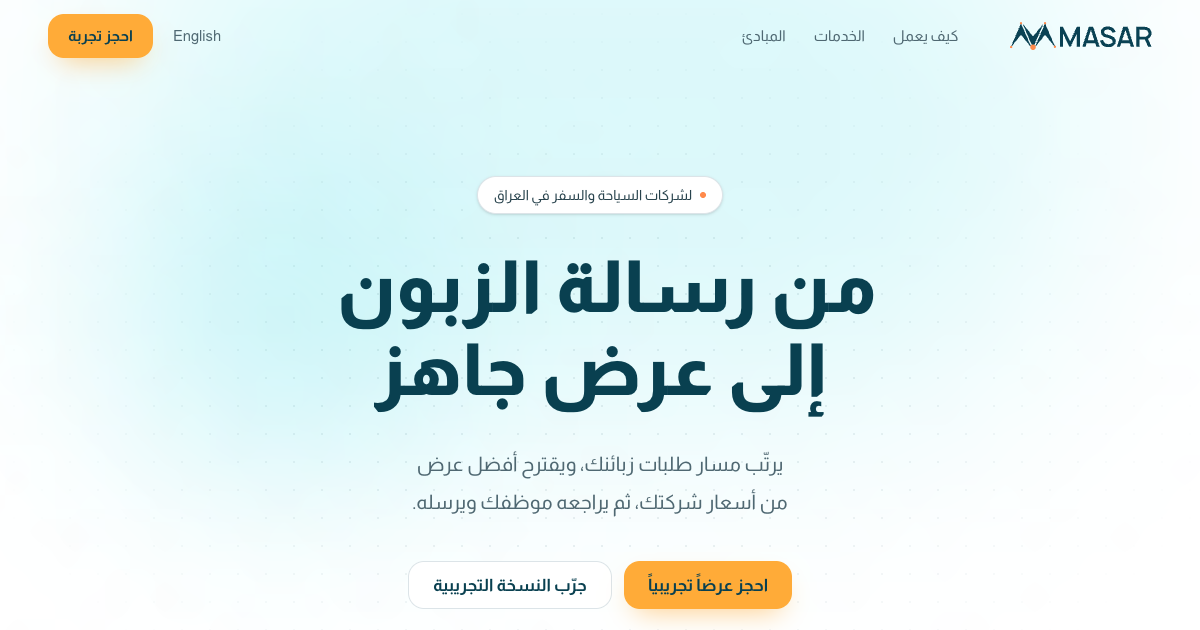 MASAR
كيف يعمل
الخدمات
المبادئ
English
احجز تجربة
لشركات السياحة والسفر في العراق
من رسالة الزبون
إلى عرض جاهز
يرتّب مسار طلبات زبائنك، ويقترح أفضل عرض
من أسعار شركتك، ثم يراجعه موظفك ويرسله.
احجز عرضاً تجريبياً
جرّب النسخة التجريبية